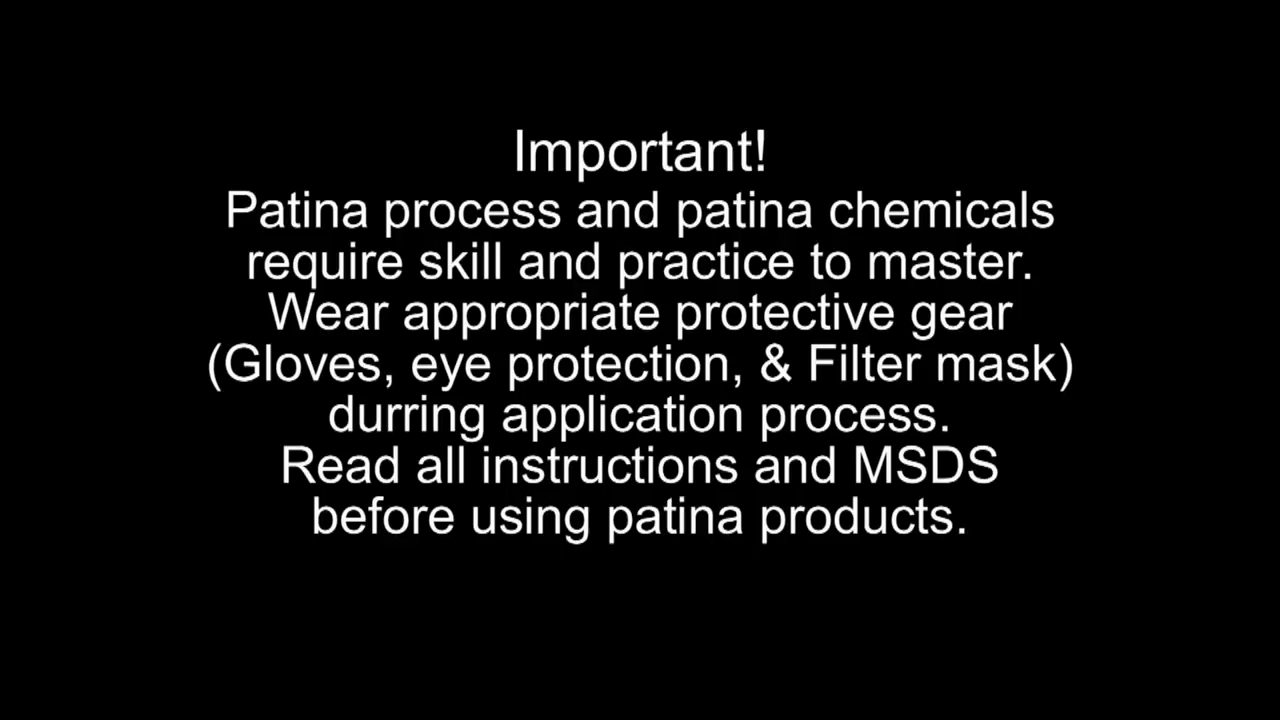 Important!
Patina process and patina chemicals
require skill and practice to master.
Wear appropriate protective gear
(Gloves, eye protection, & Filter mask)
durring application process.
Read all instructions and MSDS
before using patina products.